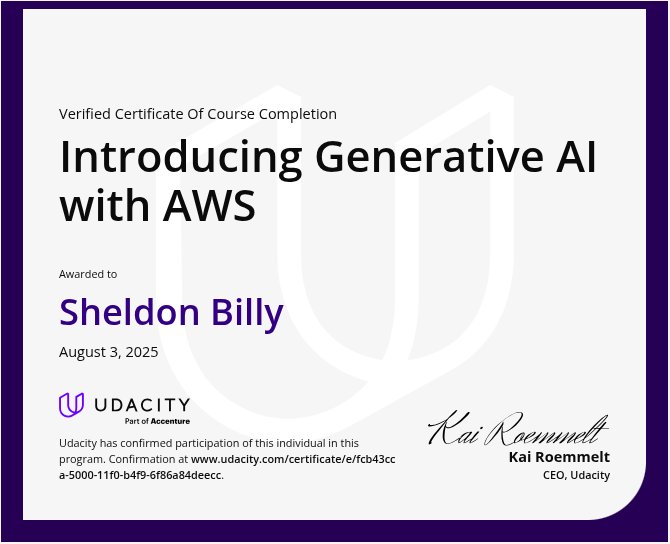 Verified Certificate Of Course Completion
Introducing Generative AI
with AWS
Awarded to
Sheldon Billy
August 3, 2025
UDACITY
Part of Accenture
Udacity has confirmed participation of this individual in this
program. Confirmation at www.udacity.com/certificate/e/fcb43cc
a-5000-11f0-b4f9-6f86a84deecc.
Kai Roemmelt
Kai Roemmelt
CEO, Udacity